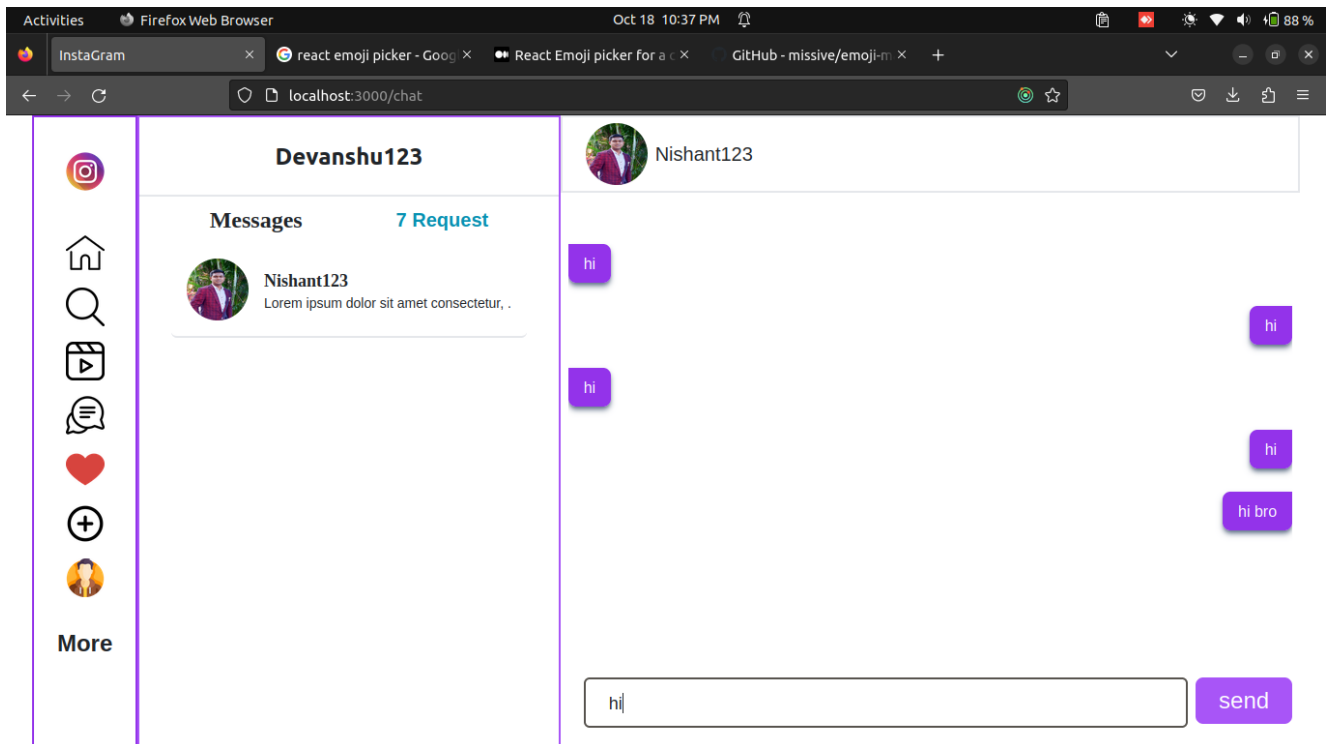 Activities Firefox Web Browser Oct 18 10:37 PM 88 %
InstaGram react emoji picker - Goog React Emoji picker for a c GitHub - missive/emoji-m
localhost:3000/chat
Devanshu123
Nishant123
Messages 7 Request
Nishant123
Lorem ipsum dolor sit amet consectetur, .
hi
hi
hi
hi
hi bro
More
hi
send